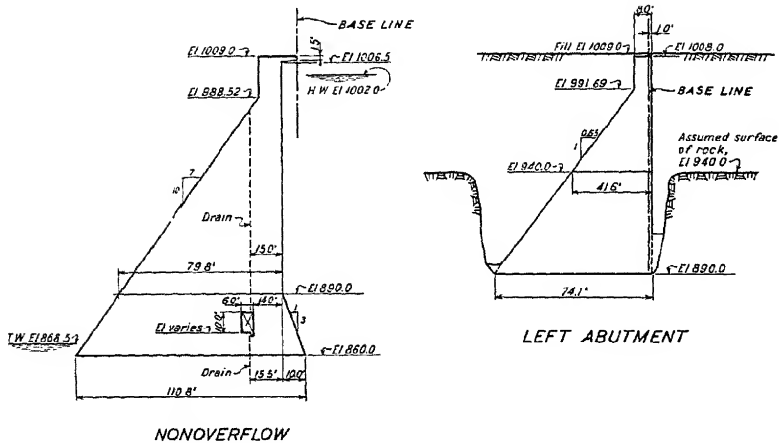 BASE LINE
1.5'
El 1009.0
El 1006.5
H W El 1002.0
El 988.52
7
10
Drain
15.0'
79.8'
El 890.0
6.0'
14.0'
10.0'
1
3
El varies
T.W El 868.5
El 860.0
Drain
15.5'
10.0'
110.8'
NONOVERFLOW
8.0'
1.0'
Fill El 1009.0
El 1008.0
El 991.69
BASE LINE
0.65
1
Assumed surface
of rock,
El 940 0
El 940.0
41.6'
El 890.0
74.1'
LEFT ABUTMENT